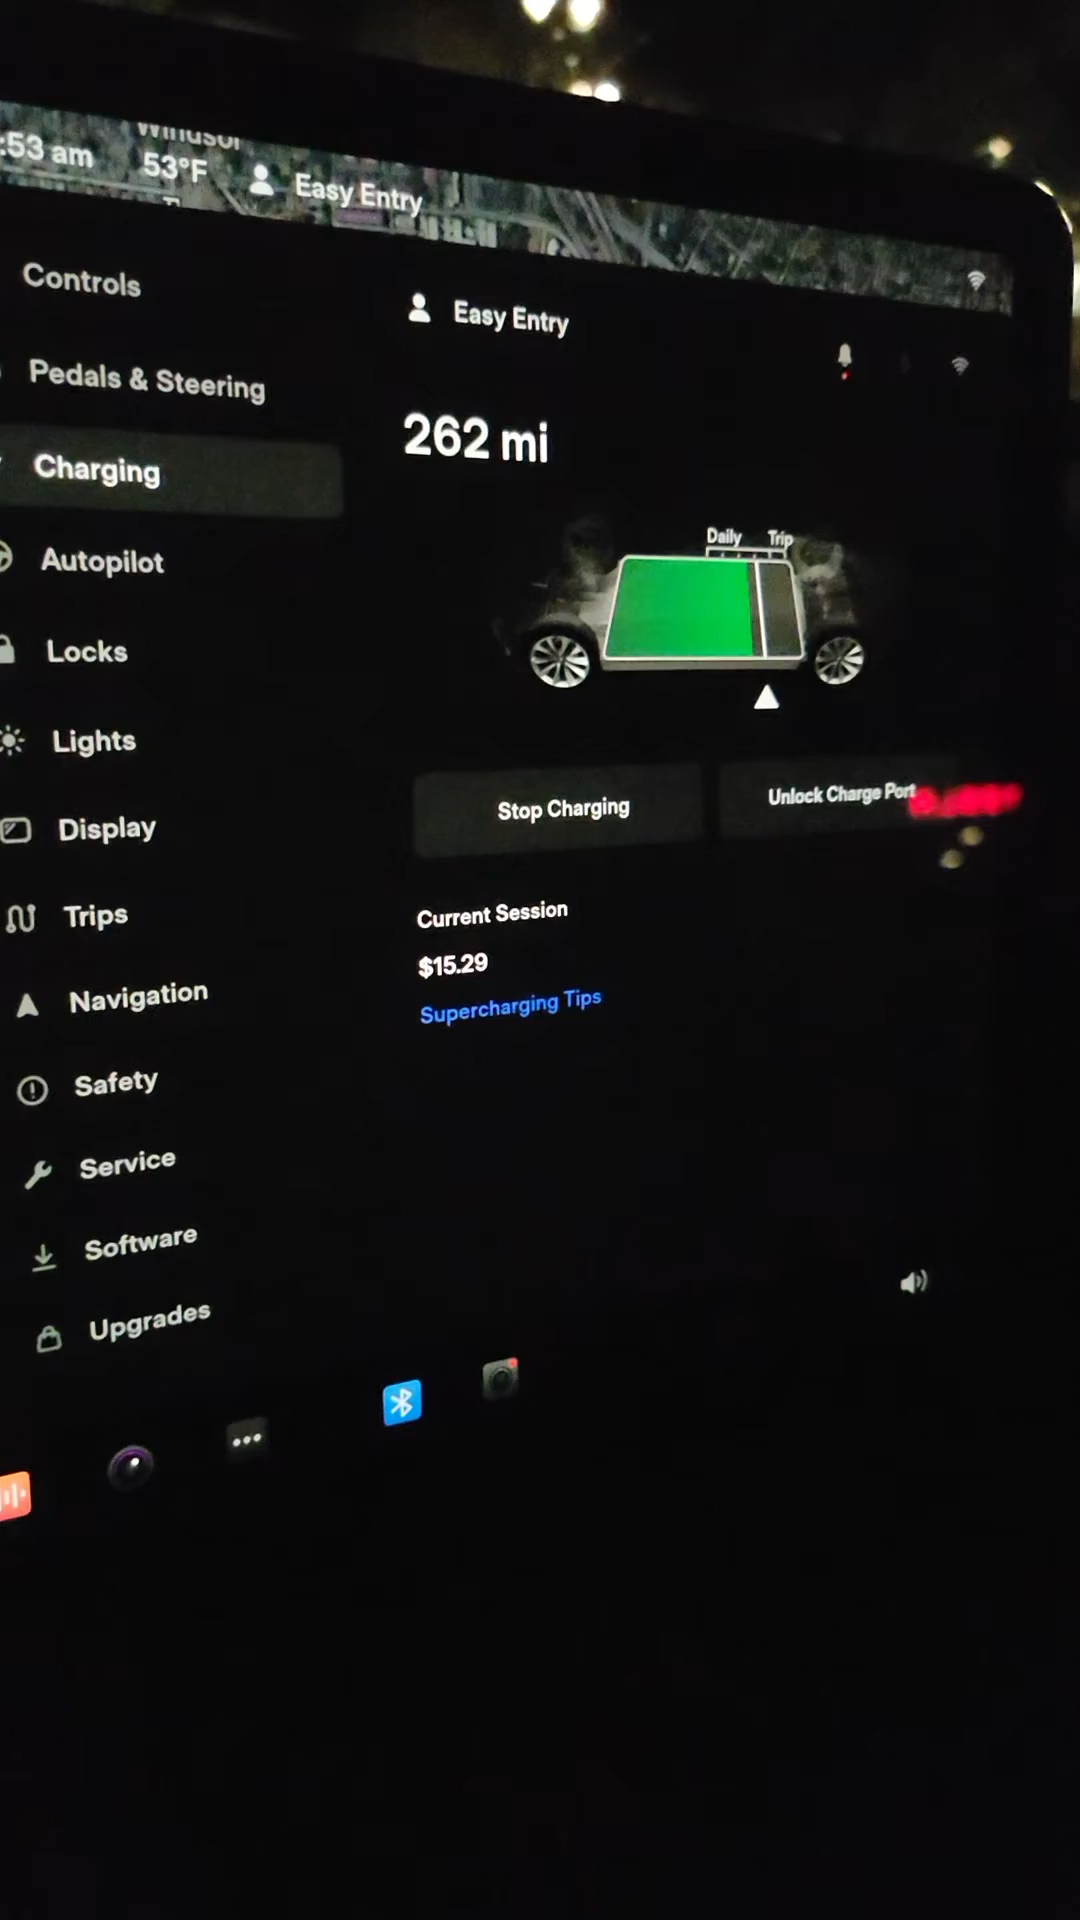 :53 am
Windsor
53°F
Easy Entry
Controls
Pedals & Steering
Charging
Autopilot
Locks
Lights
Display
Trips
Navigation
Safety
Service
Software
Upgrades
Easy Entry
262 mi
Daily Trip
Stop Charging
Unlock Charge Port
Current Session
$15.29
Supercharging Tips